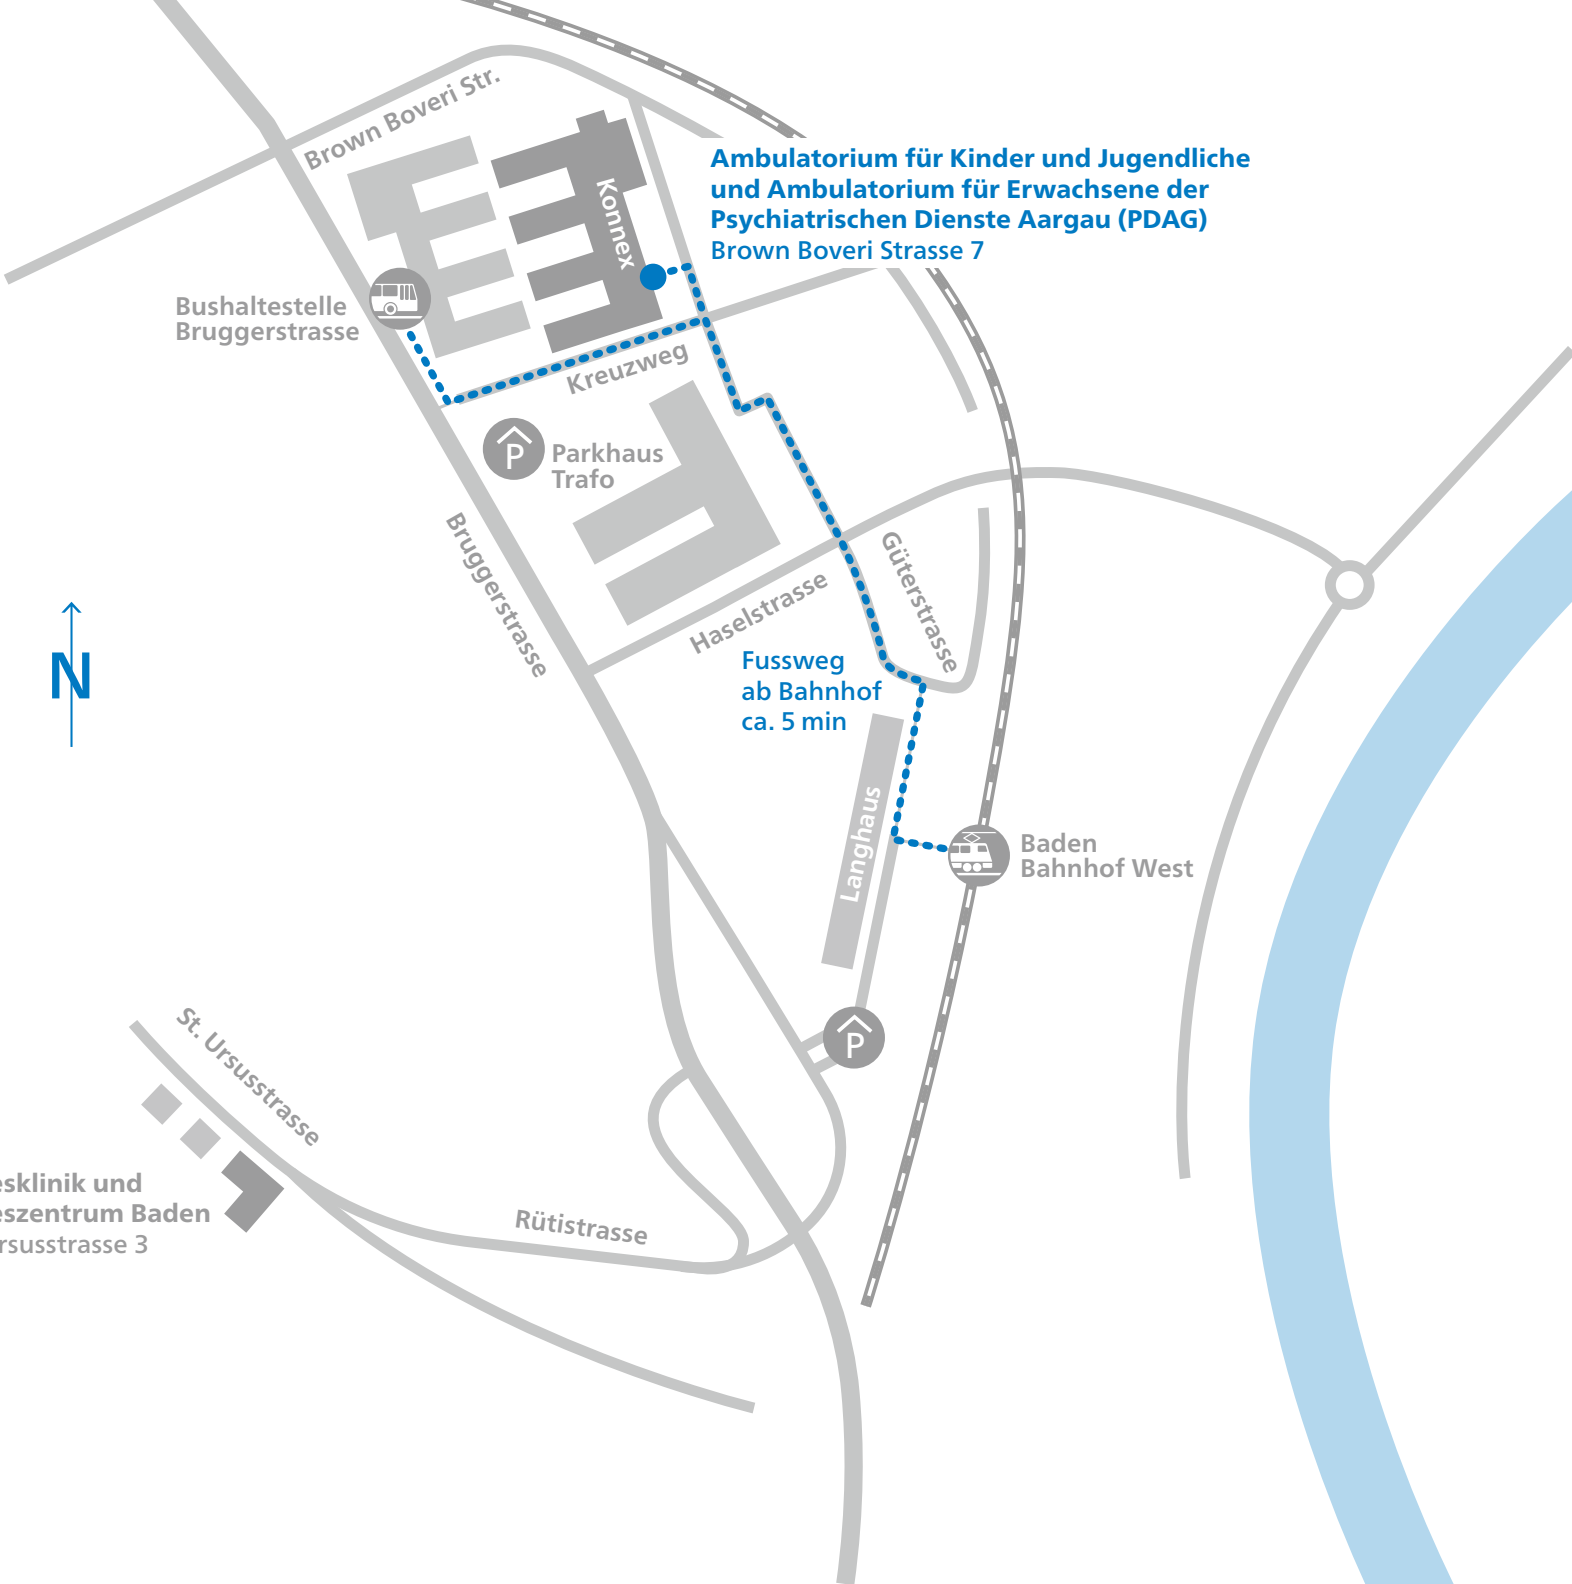 Brown Boveri Str.
Ambulatorium für Kinder und Jugendliche
und Ambulatorium für Erwachsene der
Psychiatrischen Dienste Aargau (PDAG)
Brown Boveri Strasse 7
Konnex
Bushaltestelle
Bruggerstrasse
Kreuzweg
P
Parkhaus
Trafo
Bruggerstrasse
Haselstrasse
Güterstrasse
N
Fussweg
ab Bahnhof
ca. 5 min
Langhaus
Baden
Bahnhof West
P
St. Ursusstrasse
esklinik und
eszentrum Baden
rsusstrasse 3
Rütistrasse